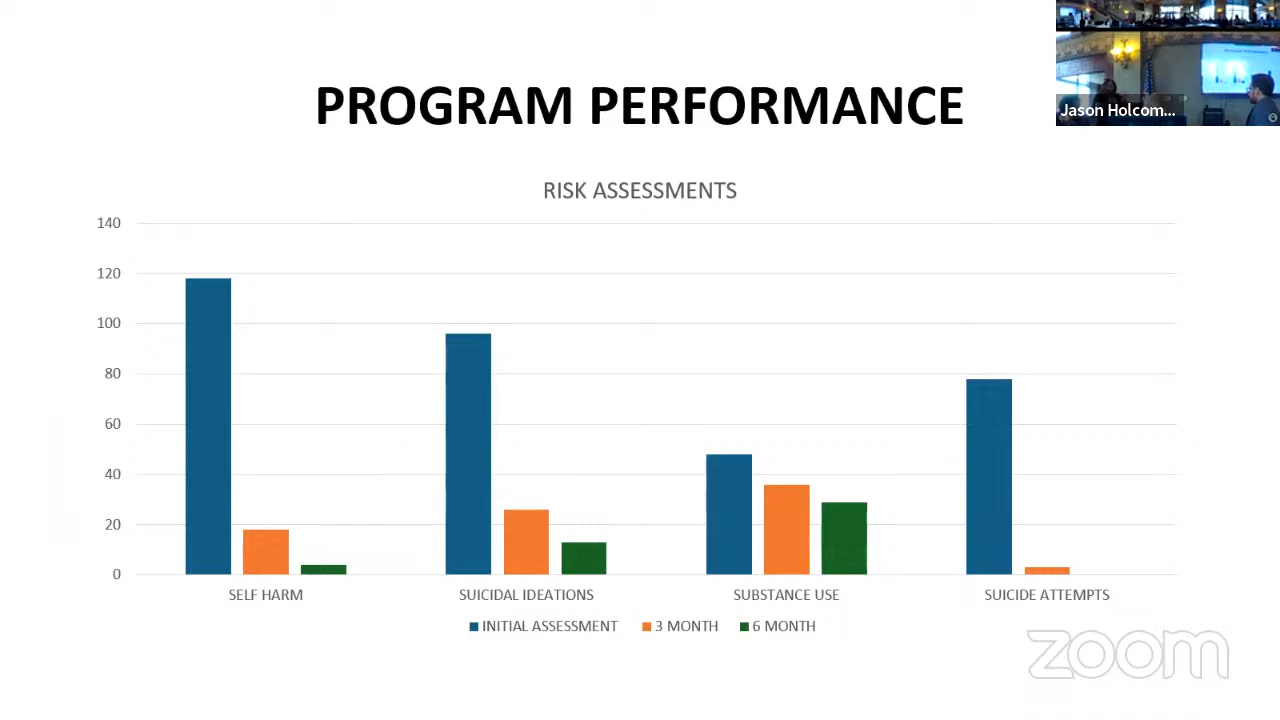 PROGRAM PERFORMANCE
Jason Holcom...
RISK ASSESSMENTS
140
120
100
80
60
40
20
0
SELF HARM
SUICIDAL IDEATIONS
SUBSTANCE USE
SUICIDE ATTEMPTS
INITIAL ASSESSMENT 3 MONTH 6 MONTH
zoom